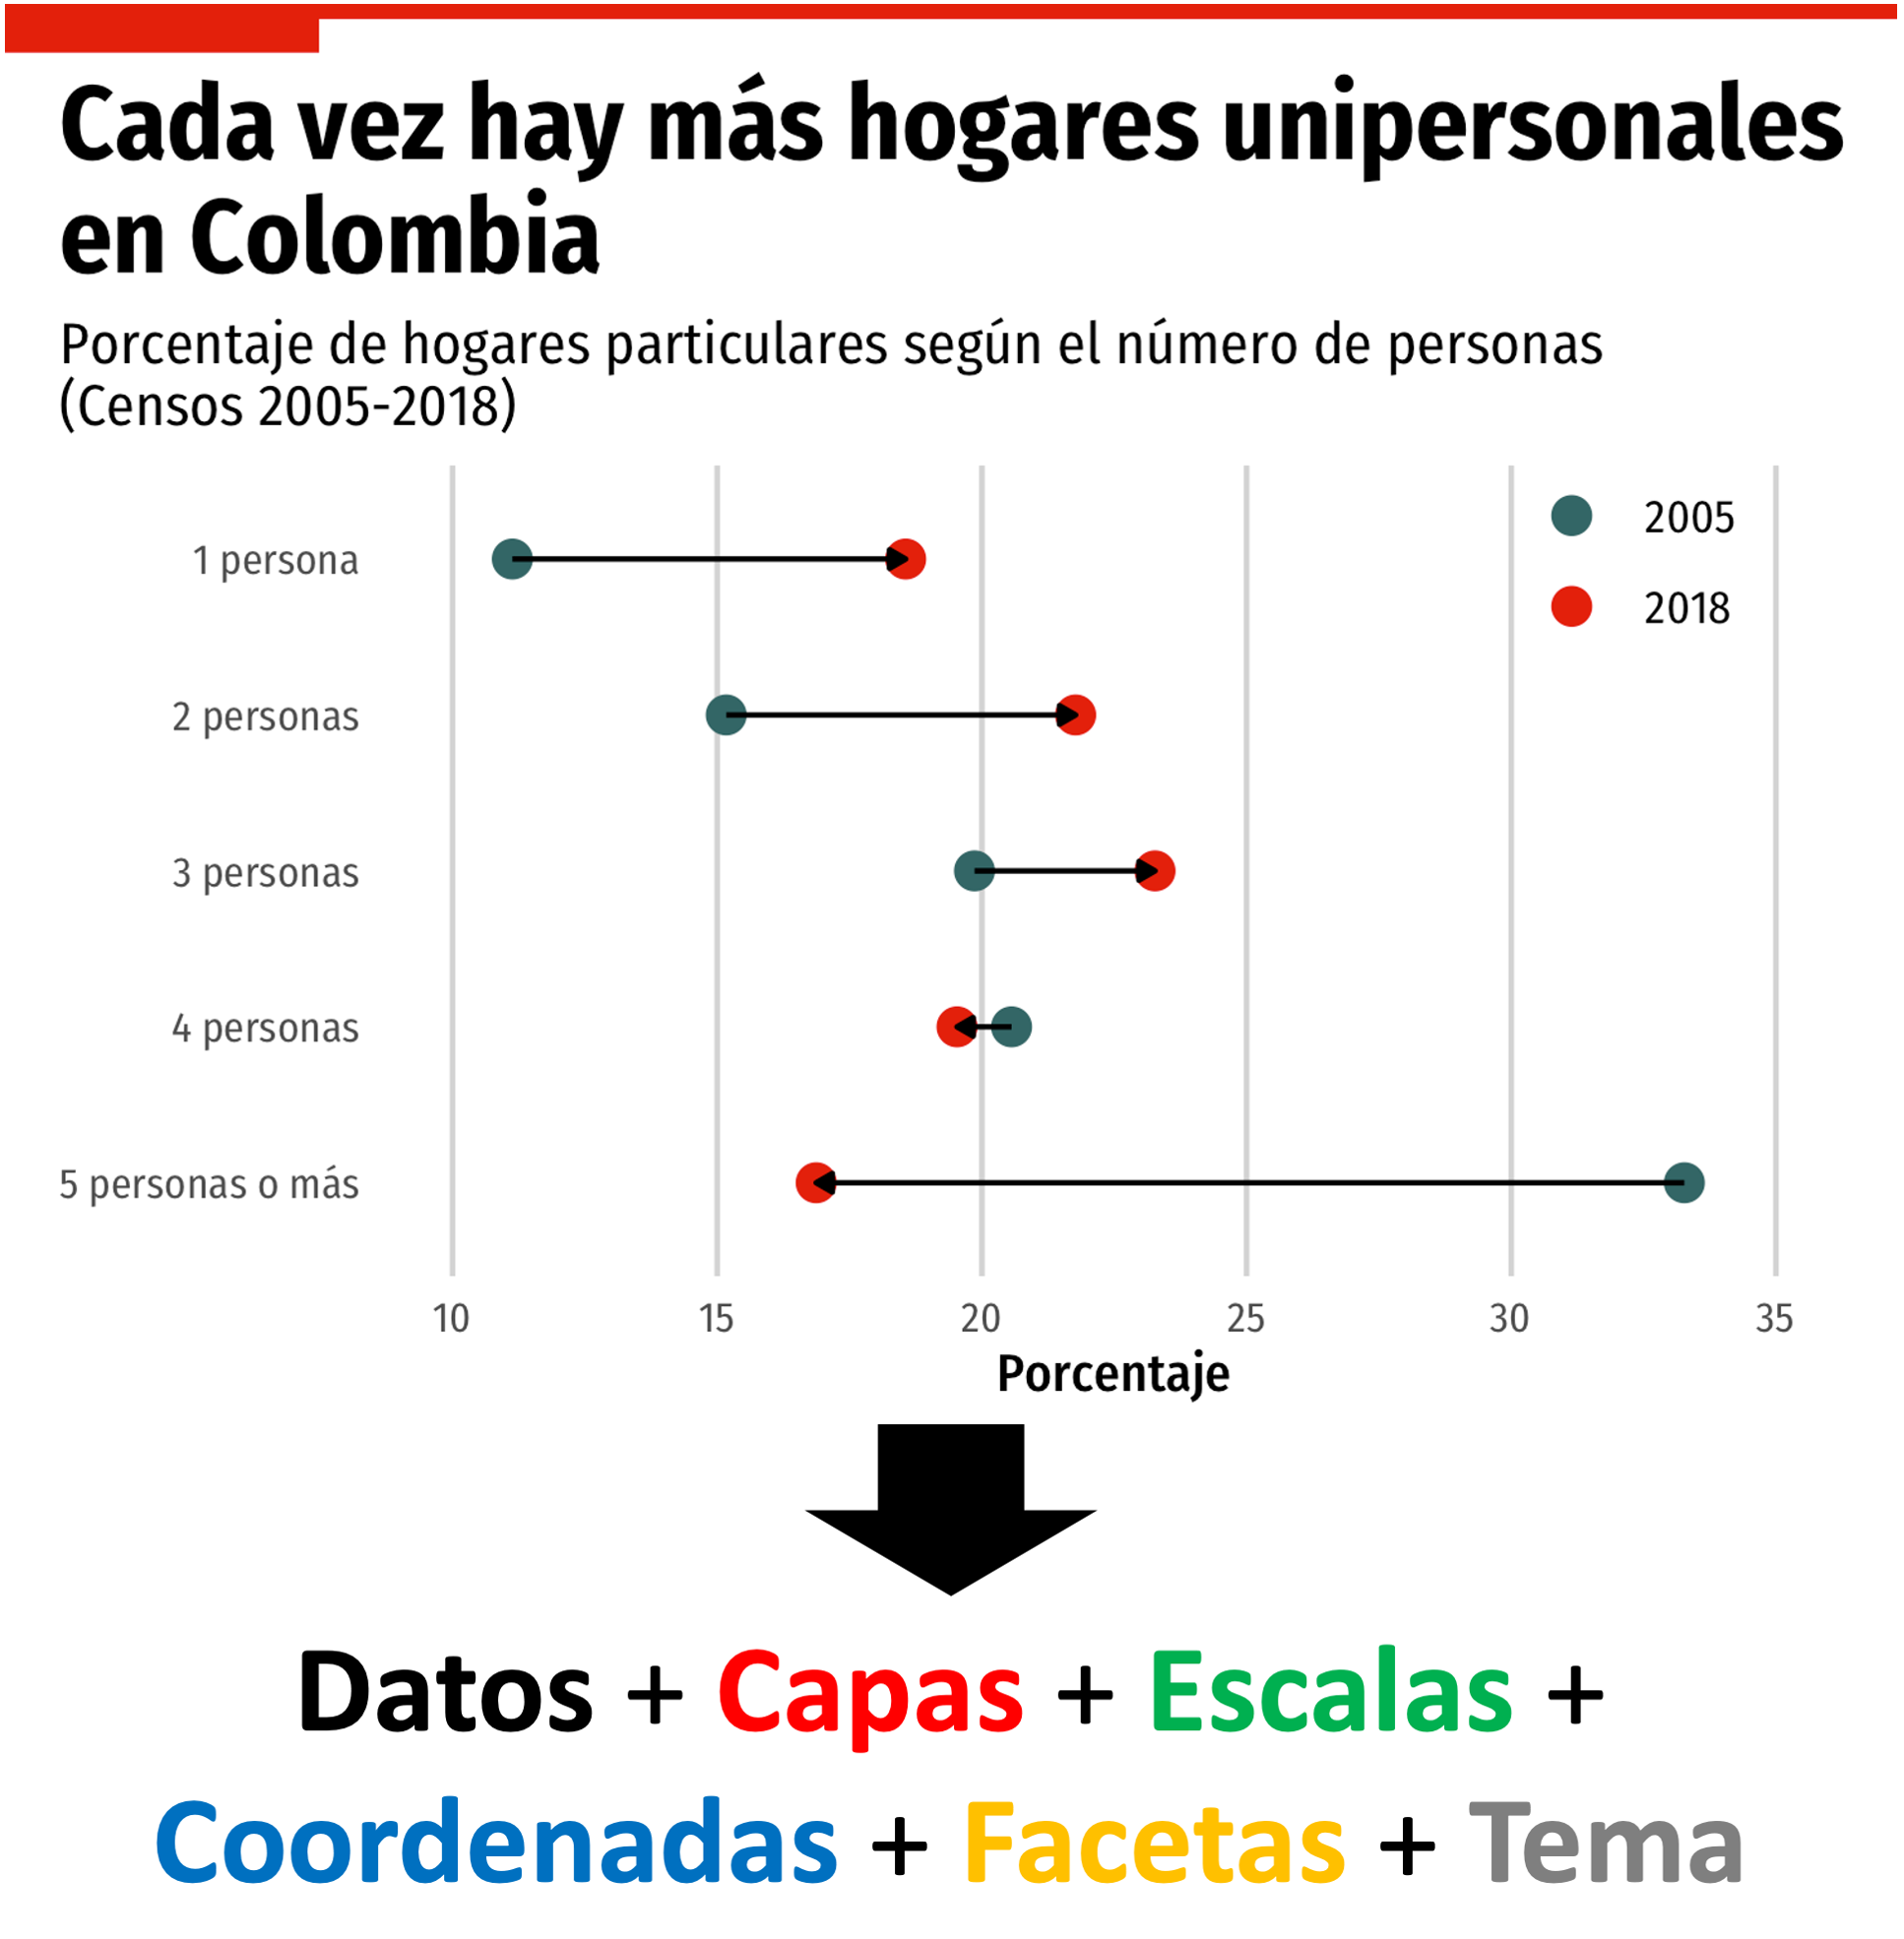 Cada vez hay más hogares unipersonales
en Colombia
Porcentaje de hogares particulares según el número de personas
(Censos 2005-2018)
2005
2018
1 persona
2 personas
3 personas
4 personas
5 personas o más
10 15 20 25 30 35
Porcentaje
Datos + Capas + Escalas +
Coordenadas + Facetas + Tema